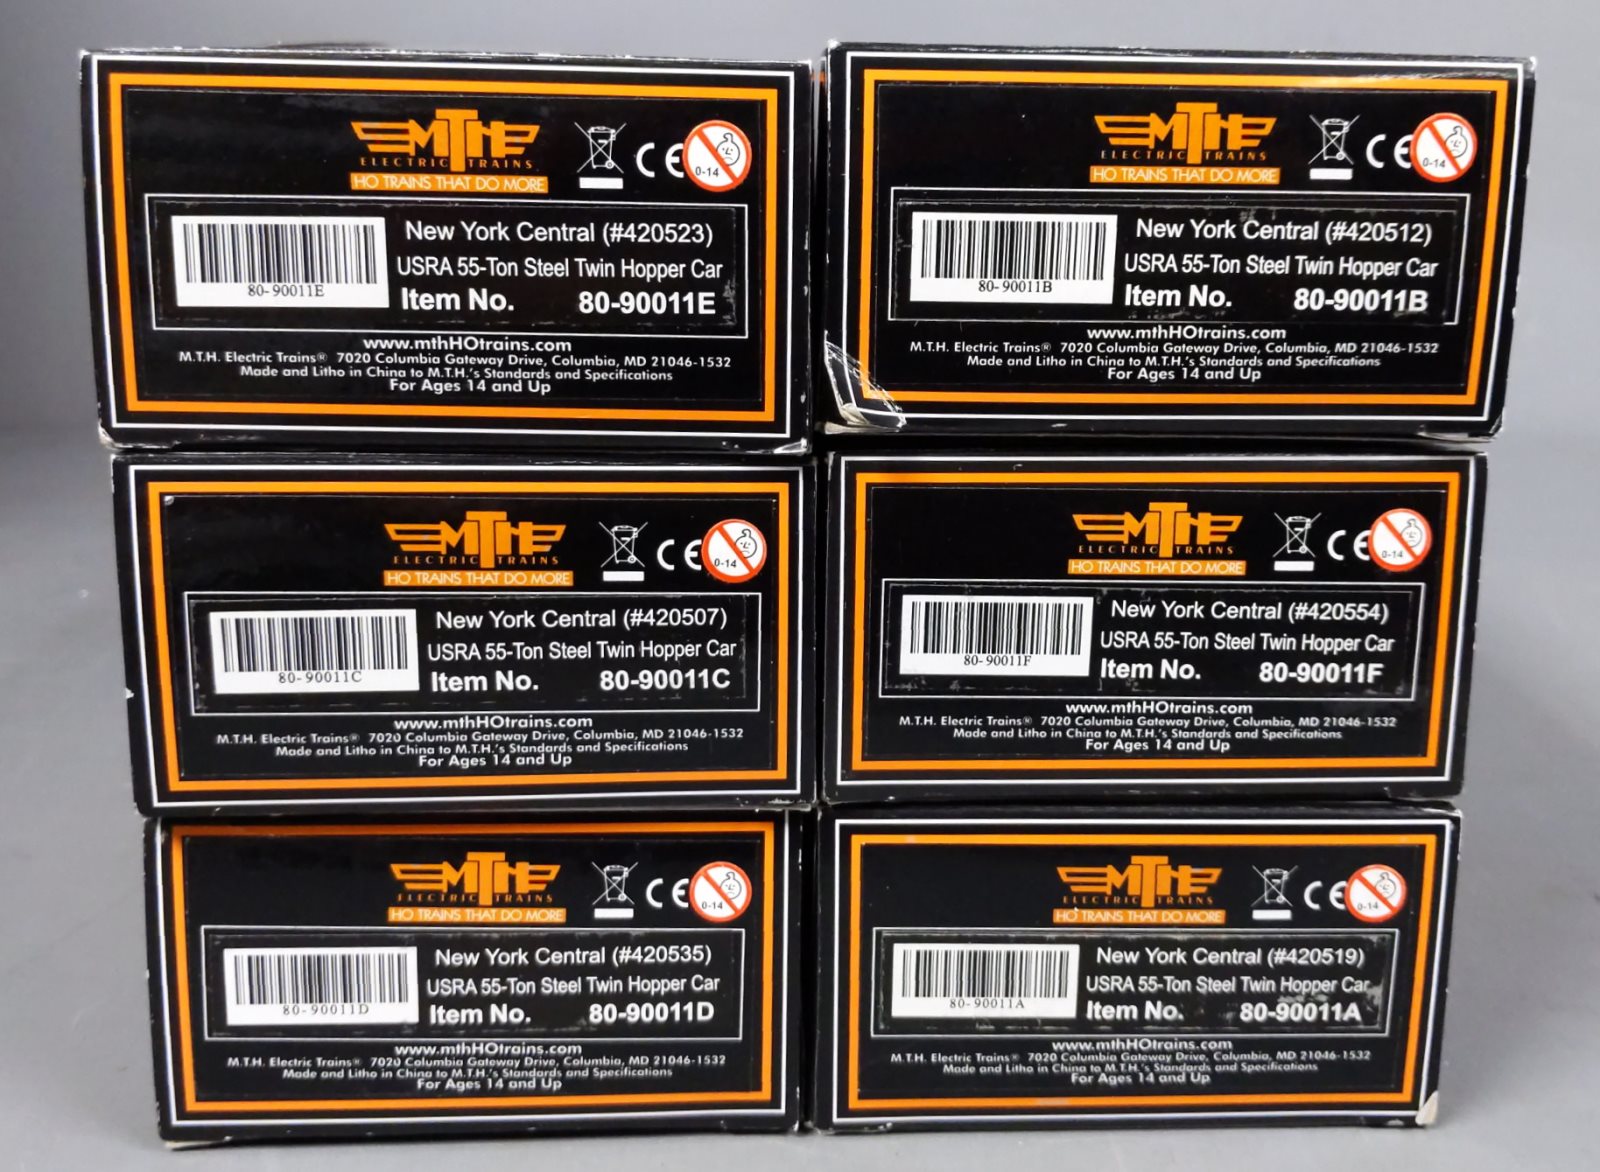 MTH
ELECTRIC TRAINS
HO TRAINS THAT DO MORE
CE
0-14
New York Central (#420523)
USRA 55-Ton Steel Twin Hopper Car
80-90011E
Item No. 80-90011E
www.mthHOtrains.com
M.T.H. Electric Trains® 7020 Columbia Gateway Drive, Columbia, MD 21046-1532
Made and Litho in China to M.T.H.'s Standards and Specifications
For Ages 14 and Up
MTH
ELECTRIC TRAINS
HO TRAINS THAT DO MORE
CE
0-14
New York Central (#420512)
USRA 55-Ton Steel Twin Hopper Car
80-90011B
Item No. 80-90011B
www.mthHOtrains.com
M.T.H. Electric Trains® 7020 Columbia Gateway Drive, Columbia, MD 21046-1532
Made and Litho in China to M.T.H.'s Standards and Specifications
For Ages 14 and Up
MTH
ELECTRIC TRAINS
HO TRAINS THAT DO MORE
CE
0-14
New York Central (#420507)
USRA 55-Ton Steel Twin Hopper Car
80-90011C
Item No. 80-90011C
www.mthHOtrains.com
M.T.H. Electric Trains® 7020 Columbia Gateway Drive, Columbia, MD 21046-1532
Made and Litho in China to M.T.H.'s Standards and Specifications
For Ages 14 and Up
MTH
ELECTRIC TRAINS
HO TRAINS THAT DO MORE
CE
0-14
New York Central (#420554)
USRA 55-Ton Steel Twin Hopper Car
80-90011F
Item No. 80-90011F
www.mthHOtrains.com
M.T.H. Electric Trains® 7020 Columbia Gateway Drive, Columbia, MD 21046-1532
Made and Litho in China to M.T.H.'s Standards and Specifications
For Ages 14 and Up
MTH
ELECTRIC TRAINS
HO TRAINS THAT DO MORE
CE
0-14
New York Central (#420535)
USRA 55-Ton Steel Twin Hopper Car
80-90011D
Item No. 80-90011D
www.mthHOtrains.com
M.T.H. Electric Trains® 7020 Columbia Gateway Drive, Columbia, MD 21046-1532
Made and Litho in China to M.T.H.'s Standards and Specifications
For Ages 14 and Up
MTH
ELECTRIC TRAINS
HO TRAINS THAT DO MORE
CE
0-14
New York Central (#420519)
USRA 55-Ton Steel Twin Hopper Car
80-90011A
Item No. 80-90011A
www.mthHOtrains.com
M.T.H. Electric Trains® 7020 Columbia Gateway Drive, Columbia, MD 21046-1532
Made and Litho in China to M.T.H.'s Standards and Specifications
For Ages 14 and Up